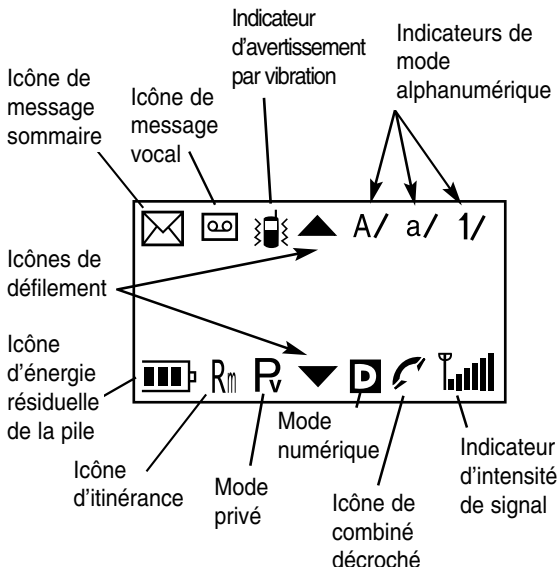 Indicateur
d'avertissement
par vibration
Indicateurs de
mode
alphanumérique
Icône de
message
sommaire
Icône de
message
vocal
A/ a/ 1/
Icônes de
défilement
Icône
d'énergie
résiduelle
de la pile
Rm Pv D
Icône
d'itinérance
Mode
privé
Mode
numérique
Icône de
combiné
décroché
Indicateur
d'intensité
de signal